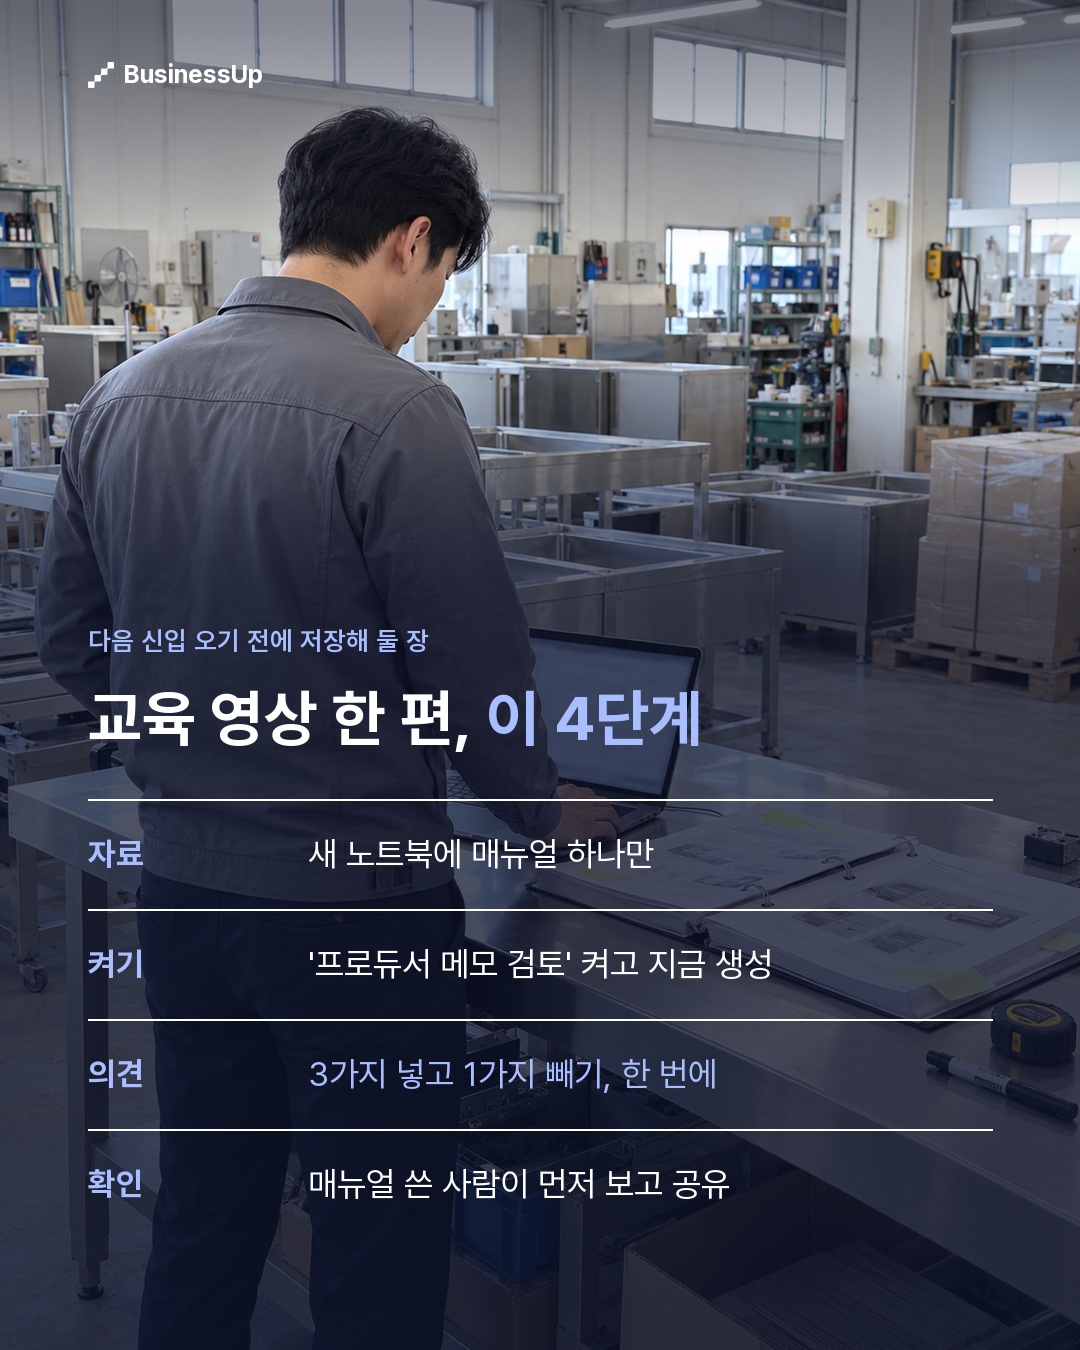 BusinessUp
다음 신입 오기 전에 저장해 둘 장
교육 영상 한 편, 이 4단계
자료 새 노트북에 매뉴얼 하나만
켜기 '프로듀서 메모 검토' 켜고 지금 생성
의견 3가지 넣고 1가지 빼기, 한 번에
확인 매뉴얼 쓴 사람이 먼저 보고 공유